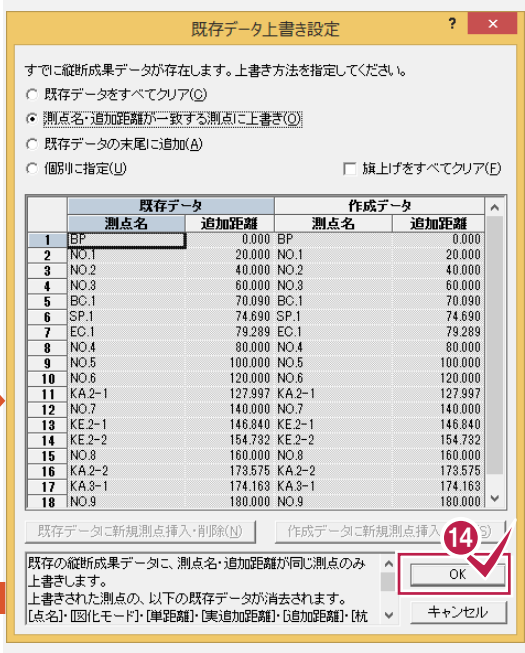 既存データ上書き設定
? ×
すでに縦断成果データが存在します。上書き方法を指定してください。
既存データをすべてクリア(C)
測点名・追加距離が一致する測点に上書き(O)
既存データの末尾に追加(A)
個別に指定(U) 旗上げをすべてクリア(F)
既存データ 作成データ
測点名 追加距離 測点名 追加距離
1 BP 0.000 BP 0.000
2 NO.1 20.000 NO.1 20.000
3 NO.2 40.000 NO.2 40.000
4 NO.3 60.000 NO.3 60.000
5 BC.1 70.090 BC.1 70.090
6 SP.1 74.690 SP.1 74.690
7 EC.1 79.289 EC.1 79.289
8 NO.4 80.000 NO.4 80.000
9 NO.5 100.000 NO.5 100.000
10 NO.6 120.000 NO.6 120.000
11 KA.2-1 127.997 KA.2-1 127.997
12 NO.7 140.000 NO.7 140.000
13 KE.2-1 146.840 KE.2-1 146.840
14 KE.2-2 154.732 KE.2-2 154.732
15 NO.8 160.000 NO.8 160.000
16 KA.2-2 173.575 KA.2-2 173.575
17 KA.3-1 174.163 KA.3-1 174.163
18 NO.9 180.000 NO.9 180.000
既存データに新規測点挿入・削除(N) 作成データに新規測点挿入 S)
14
既存の縦断成果データに、測点名・追加距離が同じ測点のみ
上書きします。
上書きされた測点の、以下の既存データが消去されます。
[点名]・[図化モード]・[単距離]・[実追加距離]・[追加距離]・[杭
OK
キャンセル